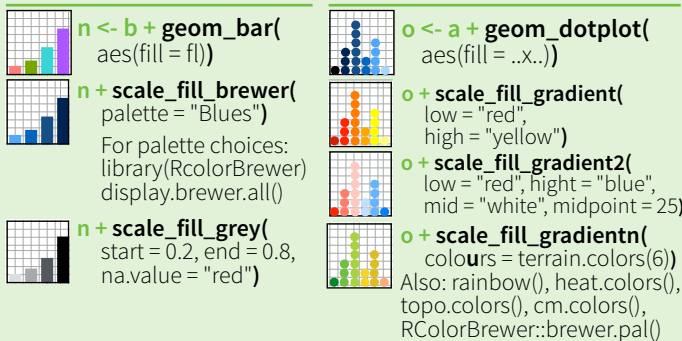 n <- b + geom_bar(
aes(fill = fl))
n + scale_fill_brewer(
palette = "Blues")
For palette choices:
library(RcolorBrewer)
display.brewer.all()
n + scale_fill_grey(
start = 0.2, end = 0.8,
na.value = "red")
o <- a + geom_dotplot(
aes(fill = ..x..))
o + scale_fill_gradient(
low = "red",
high = "yellow")
o + scale_fill_gradient2(
low = "red", hight = "blue",
mid = "white", midpoint = 25)
o + scale_fill_gradientn(
colours = terrain.colors(6))
Also: rainbow(), heat.colors(),
topo.colors(), cm.colors(),
RColorBrewer::brewer.pal()